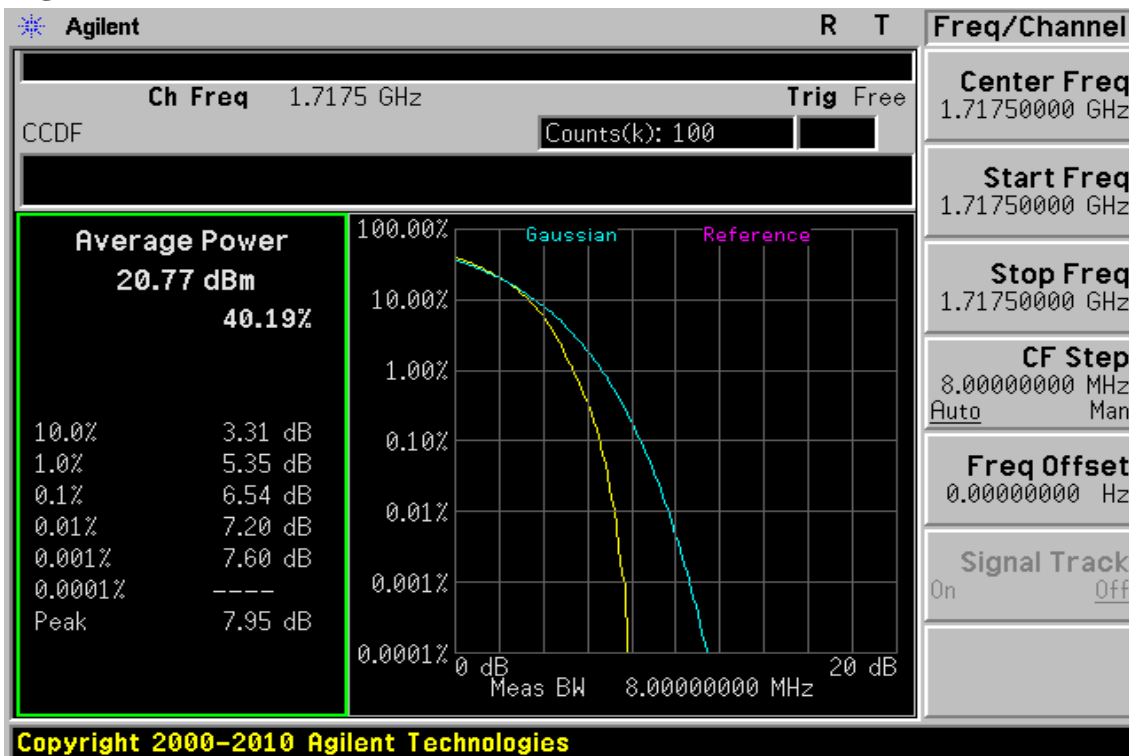 Agilent R T
Ch Freq 1.7175 GHz Trig Free
CCDF Counts(k): 100
Average Power
20.77 dBm
40.19%
10.0% 3.31 dB
1.0% 5.35 dB
0.1% 6.54 dB
0.01% 7.20 dB
0.001% 7.60 dB
0.0001% ----
Peak 7.95 dB
Gaussian Reference
100.00%
10.00%
1.00%
0.10%
0.01%
0.001%
0.0001%
0 dB 20 dB
Meas BW 8.00000000 MHz
Freq/Channel
Center Freq
1.71750000 GHz
Start Freq
1.71750000 GHz
Stop Freq
1.71750000 GHz
CF Step
8.00000000 MHz
Auto Man
Freq Offset
0.00000000 Hz
Signal Track
On Off
Copyright 2000-2010 Agilent Technologies